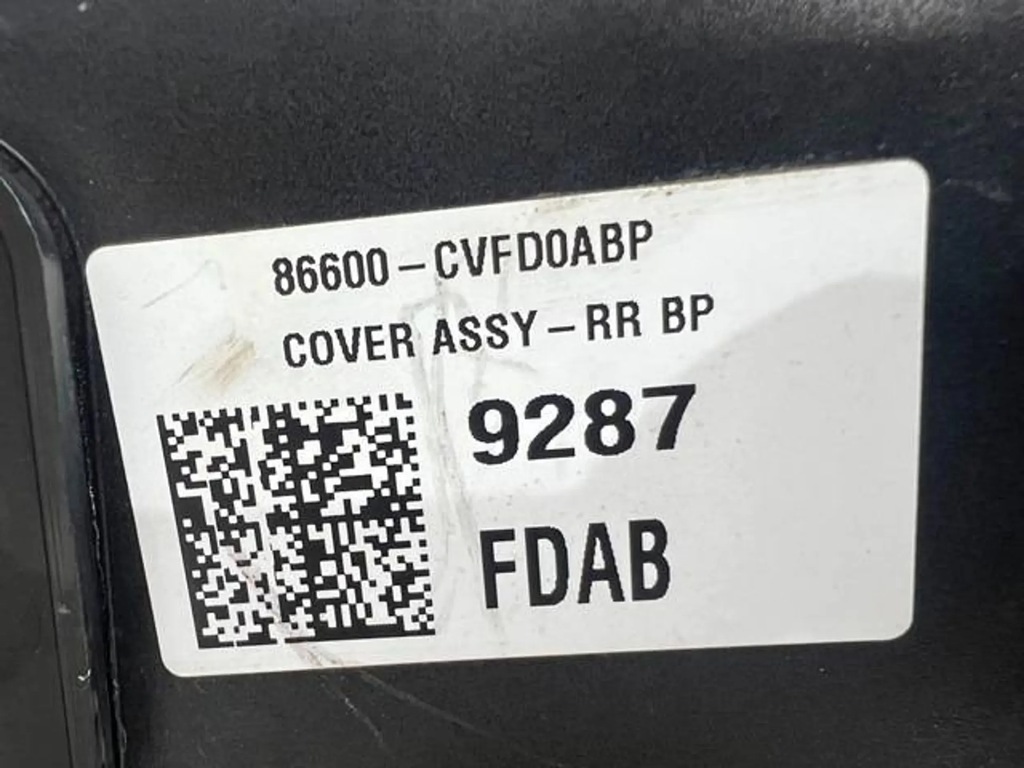 86600-CVFD0ABP
COVER ASSY-RR BP
9287
FDAB